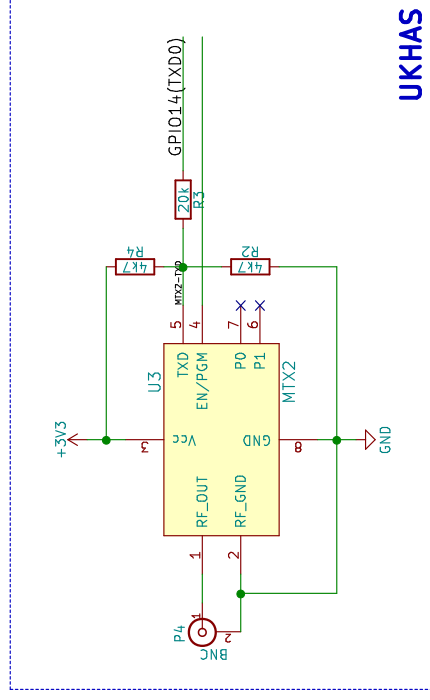 UKHAS
GPIO14(TXD0)
20k
R3
R4
4k7
R2
4k7
MTX2-TXD
5
4
7
6
U3
TXD
EN/PGM
P0
P1
MTX2
+3V3
3
Vcc
GND
8
GND
RF_OUT
RF_GND
1
2
P4
1
2
BNC